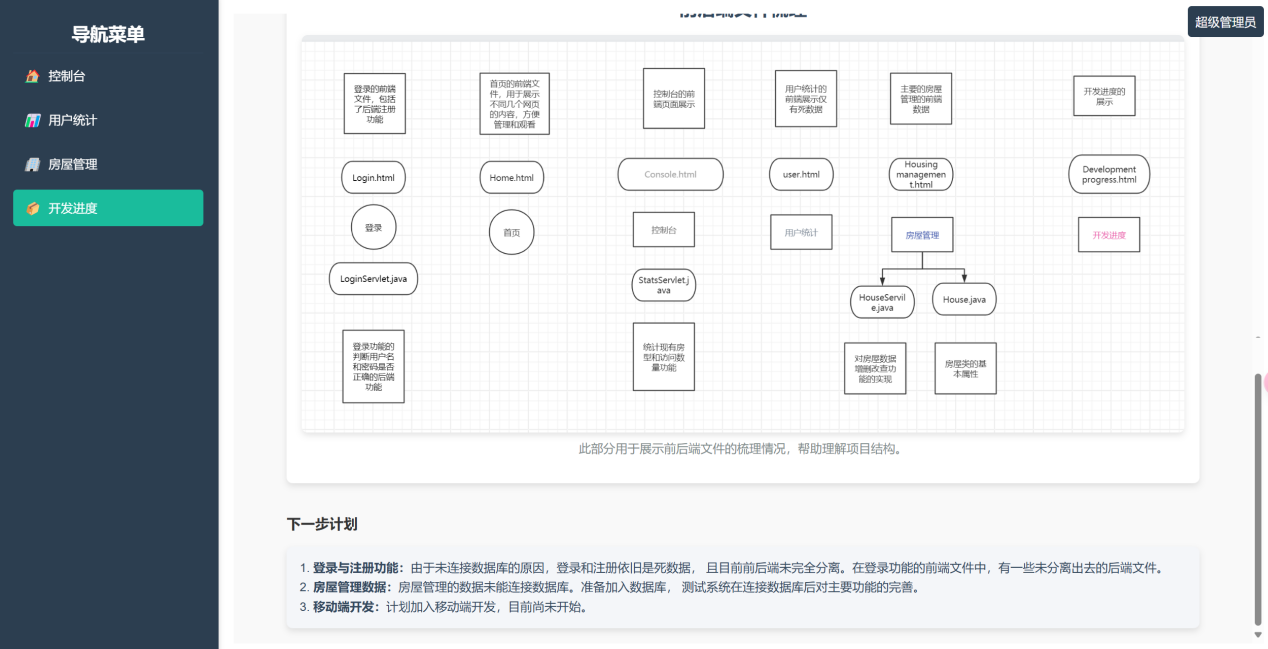 导航菜单
控制台
用户统计
房屋管理
开发进度
超级管理员
前后端文件梳理
登录的前端
文件，包括
了后端注册
功能
首页的前端文
件，用于展示
不同几个网页
的内容，方便
管理和观看
控制台的前
端页面展示
用户统计的
前端展示仅
有死数据
主要的房屋
管理的前端
数据
开发进度的
展示
Login.html
Home.html
Console.html
user.html
Housing
managemen
t.html
Development
progress.html
登录
首页
控制台
用户统计
房屋管理
开发进度
LoginServlet.java
StatsServlet.j
ava
HouseServil
e.java
House.java
登录功能的
判断用户名
和密码是否
正确的后端
功能
统计现有房
型和访问数
量功能
对房屋数据
增删改查功
能的实现
房屋类的基
本属性
此部分用于展示前后端文件的梳理情况，帮助理解项目结构。
下一步计划
1. 登录与注册功能：由于未连接数据库的原因，登录和注册依旧是死数据， 且目前前后端未完全分离。在登录功能的前端文件中，有一些未分离出去的后端文件。
2. 房屋管理数据：房屋管理的数据未能连接数据库。准备加入数据库， 测试系统在连接数据库后对主要功能的完善。
3. 移动端开发：计划加入移动端开发，目前尚未开始。